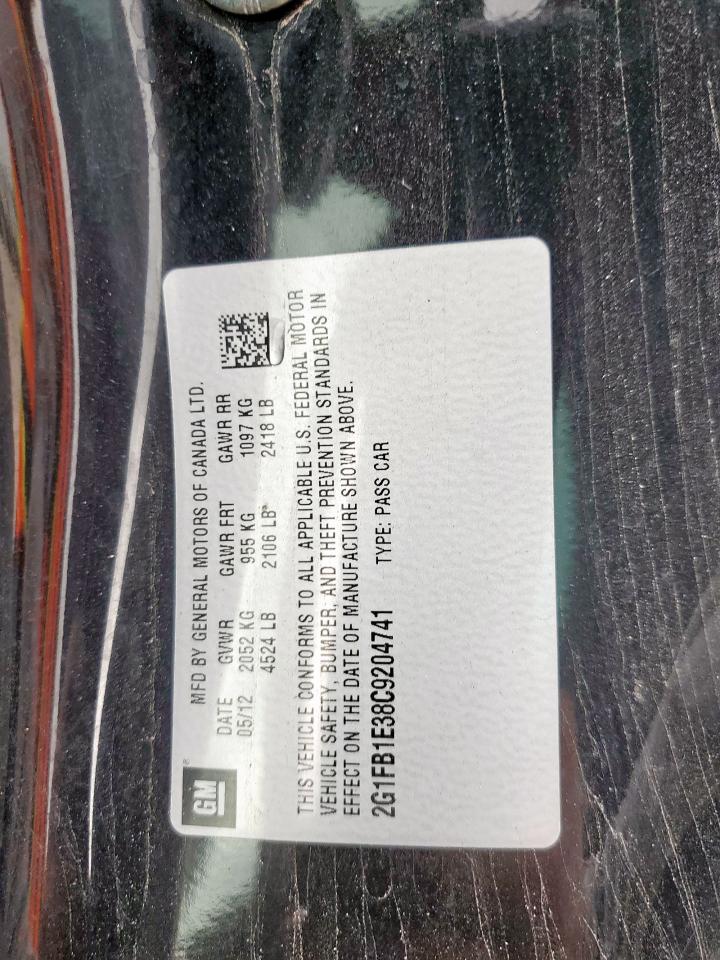 GM®
MFD BY GENERAL MOTORS OF CANADA LTD.
DATE GVWR GAWR FRT GAWR RR
05/12 2052 KG 955 KG 1097 KG
4524 LB 2106 LB 2418 LB
THIS VEHICLE CONFORMS TO ALL APPLICABLE U.S. FEDERAL MOTOR
VEHICLE SAFETY, BUMPER, AND THEFT PREVENTION STANDARDS IN
EFFECT ON THE DATE OF MANUFACTURE SHOWN ABOVE.
2G1FB1E38C9204741 TYPE: PASS CAR